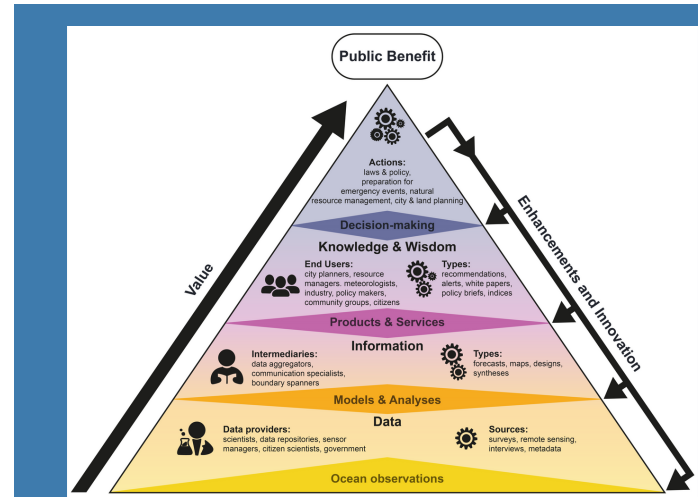 Public Benefit
Value
Enhancements and Innovation
Actions:
laws & policy,
preparation for
emergency events, natural
resource management, city & land planning
Decision-making
Knowledge & Wisdom
End Users:
city planners, resource
managers. meteorologists,
industry, policy makers,
community groups, citizens
Types:
recommendations,
alerts, white papers,
policy briefs, indices
Products & Services
Information
Intermediaries:
data aggregators,
communication specialists,
boundary spanners
Types:
forecasts, maps, designs,
syntheses
Models & Analyses
Data
Data providers:
scientists, data repositories, sensor
managers, citizen scientists, government
Sources:
surveys, remote sensing,
interviews, metadata
Ocean observations